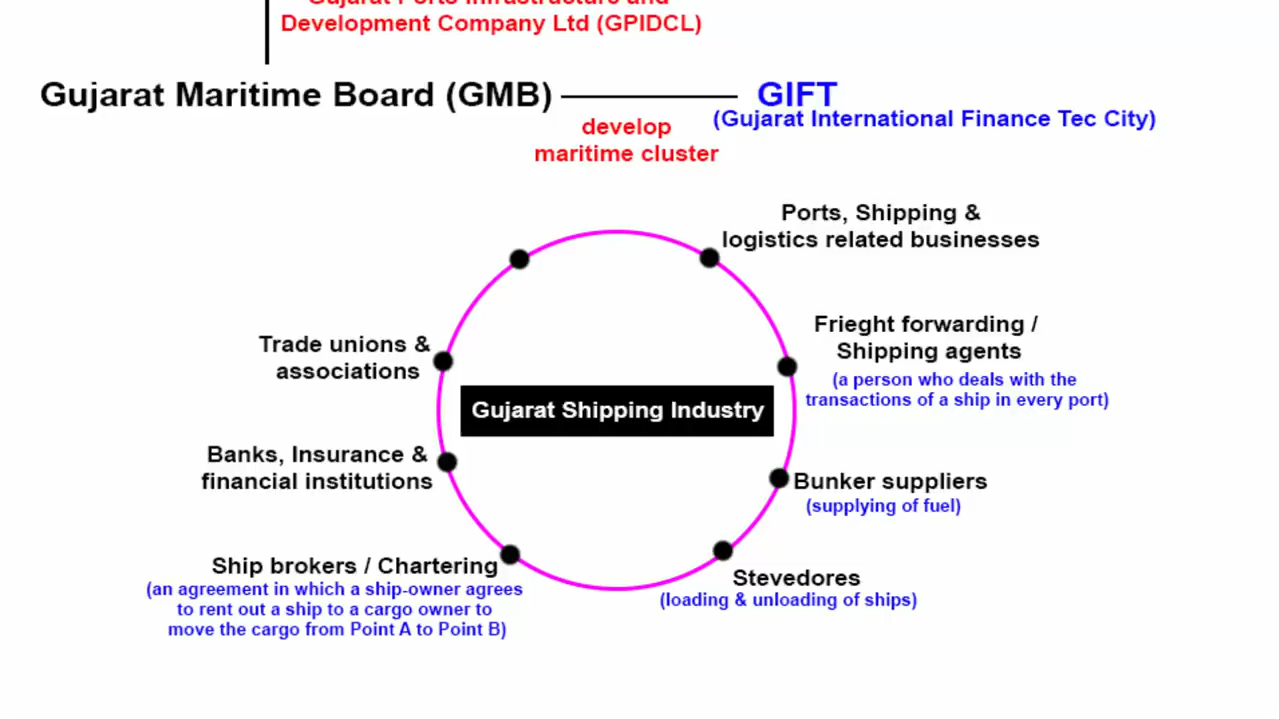 Gujarat Ports Infrastructure and
Development Company Ltd (GPIDCL)
Gujarat Maritime Board (GMB)
GIFT
(Gujarat International Finance Tec City)
develop
maritime cluster
Ports, Shipping &
logistics related businesses
Frieght forwarding /
Shipping agents
(a person who deals with the
transactions of a ship in every port)
Bunker suppliers
(supplying of fuel)
Stevedores
(loading & unloading of ships)
Ship brokers / Chartering
(an agreement in which a ship-owner agrees
to rent out a ship to a cargo owner to
move the cargo from Point A to Point B)
Banks, Insurance &
financial institutions
Trade unions &
associations
Gujarat Shipping Industry